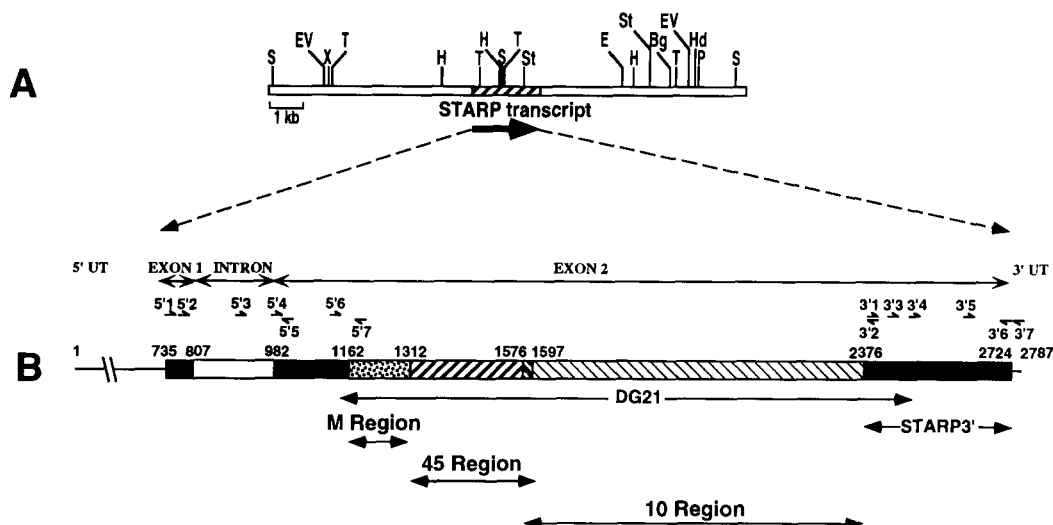 A
St EV
EV T H T E Bg Hd
S X H T S St H T P S
1 kb
STARP transcript
5' UT EXON 1 INTRON EXON 2 3' UT
5'1 5'2 5'3 5'4 5'6 3'1 3'3 3'4 3'5
5'5 5'7 3'2 3'6 3'7
1 735 807 982 1162 1312 1576 1597 2376 2724 2787
B
DG21
M Region STARP3'
45 Region
10 Region